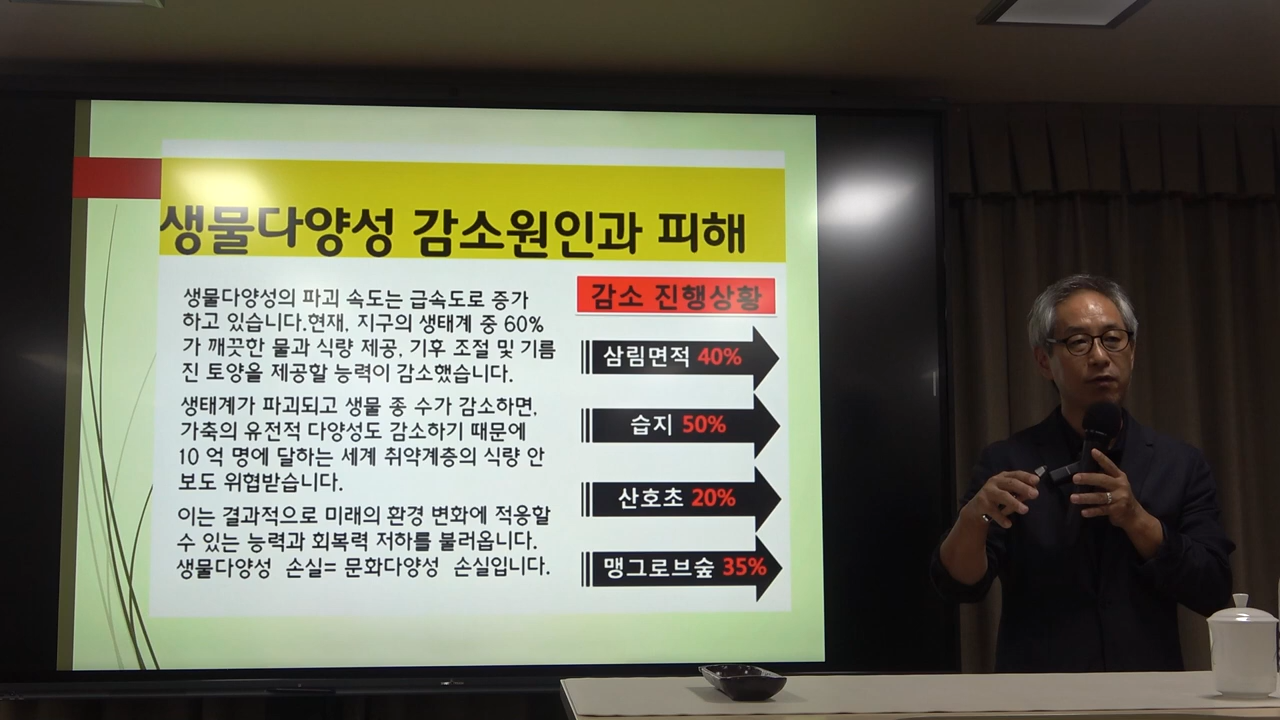 생물다양성 감소원인과 피해
생물다양성의 파괴 속도는 급속도로 증가
하고 있습니다.현재, 지구의 생태계 중 60%
가 깨끗한 물과 식량 제공, 기후 조절 및 기름
진 토양을 제공할 능력이 감소했습니다.
생태계가 파괴되고 생물 종 수가 감소하면,
가축의 유전적 다양성도 감소하기 때문에
10 억 명에 달하는 세계 취약계층의 식량 안
보도 위협받습니다.
이는 결과적으로 미래의 환경 변화에 적응할
수 있는 능력과 회복력 저하를 불러옵니다.
생물다양성 손실= 문화다양성 손실입니다.
감소 진행상황
삼림면적 40%
습지 50%
산호초 20%
맹그로브숲 35%